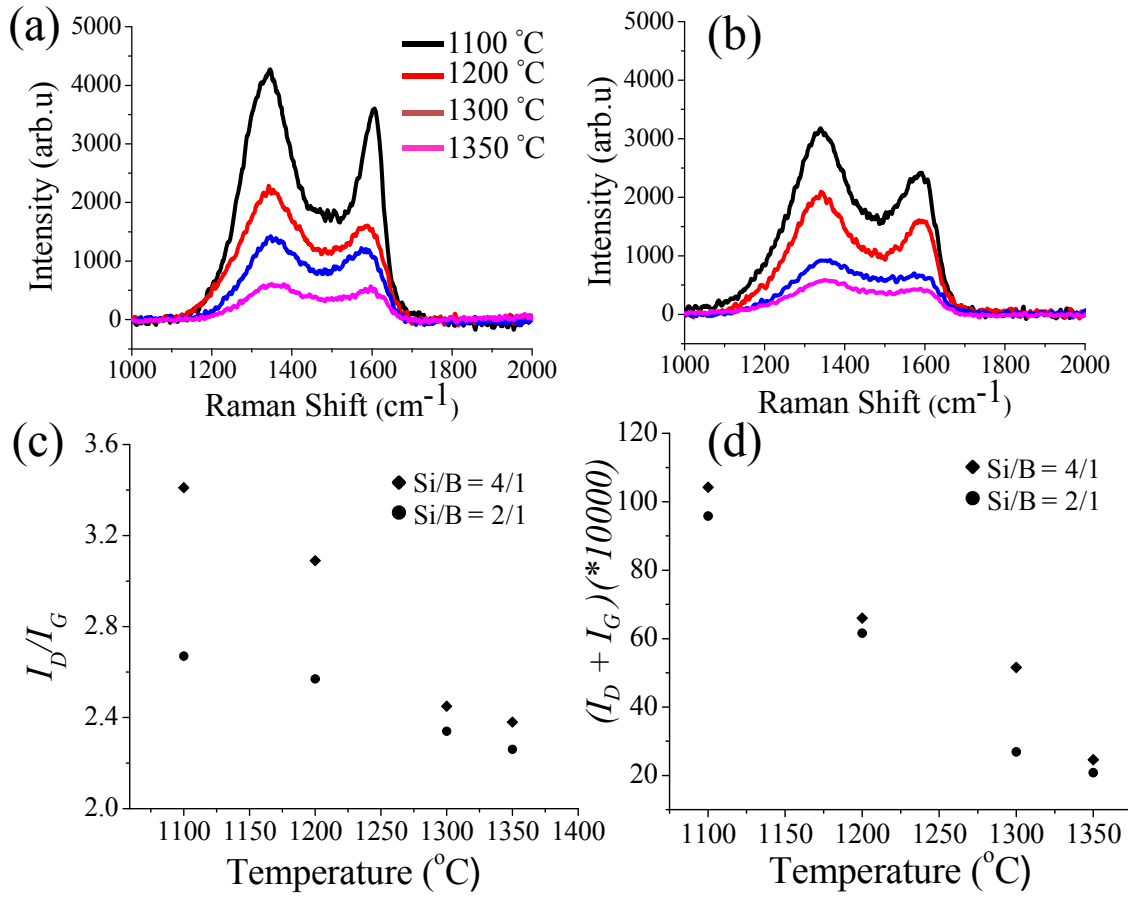 (a)
5000
4000
3000
2000
1000
0
Intensity (arb.u)
1100 °C
1200 °C
1300 °C
1350 °C
1000 1200 1400 1600 1800 2000
Raman Shift (cm-1)
(b)
5000
4000
3000
2000
1000
0
Intensity (arb.u)
1000 1200 1400 1600 1800 2000
Raman Shift (cm-1)
(c)
3.6
3.2
2.8
2.4
2.0
ID/IG
Si/B = 4/1
Si/B = 2/1
1100 1150 1200 1250 1300 1350 1400
Temperature (oC)
(d)
120
100
80
60
40
20
(ID + IG)(*10000)
Si/B = 4/1
Si/B = 2/1
1100 1150 1200 1250 1300 1350
Temperature (oC)